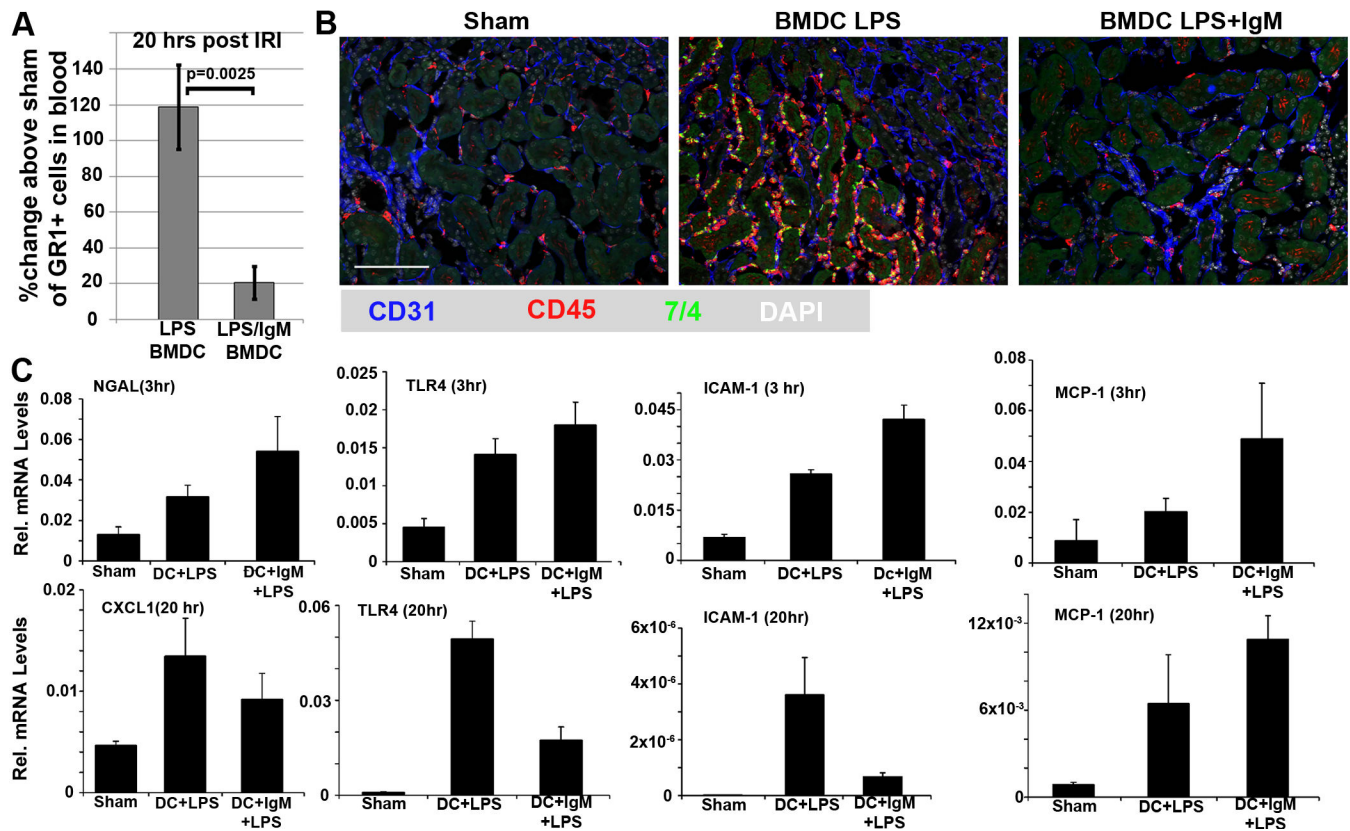 A
20 hrs post IRI
p=0.0025
%change above sham
of GR1+ cells in blood
140
120
100
80
60
40
20
0
LPS
BMDC
LPS/IgM
BMDC
B
Sham
BMDC LPS
BMDC LPS+IgM
CD31 CD45 7/4 DAPI
C
NGAL(3hr)
Rel. mRNA Levels
0.08
0.06
0.04
0.02
0
Sham
DC+LPS
DC+IgM
+LPS
TLR4 (3hr)
0.025
0.02
0.015
0.01
0.005
0
Sham
DC+LPS
DC+IgM
+LPS
ICAM-1 (3 hr)
0.045
0.03
0.015
0
Sham
DC+LPS
Dc+IgM
+LPS
MCP-1 (3hr)
0.08
0.06
0.04
0.02
0
Sham
DC+LPS
DC+IgM
+LPS
CXCL1(20 hr)
Rel. mRNA Levels
0.02
0.01
0
Sham
DC+LPS
DC+IgM
+LPS
TLR4 (20hr)
0.06
0.03
0
Sham
DC+LPS
DC+IgM
+LPS
ICAM-1 (20hr)
6x10⁻⁶
4x10⁻⁶
2x10⁻⁶
0
Sham
DC+LPS
DC+IgM
+LPS
MCP-1 (20hr)
12x10⁻³
6x10⁻³
0
Sham
DC+LPS
DC+IgM
+LPS